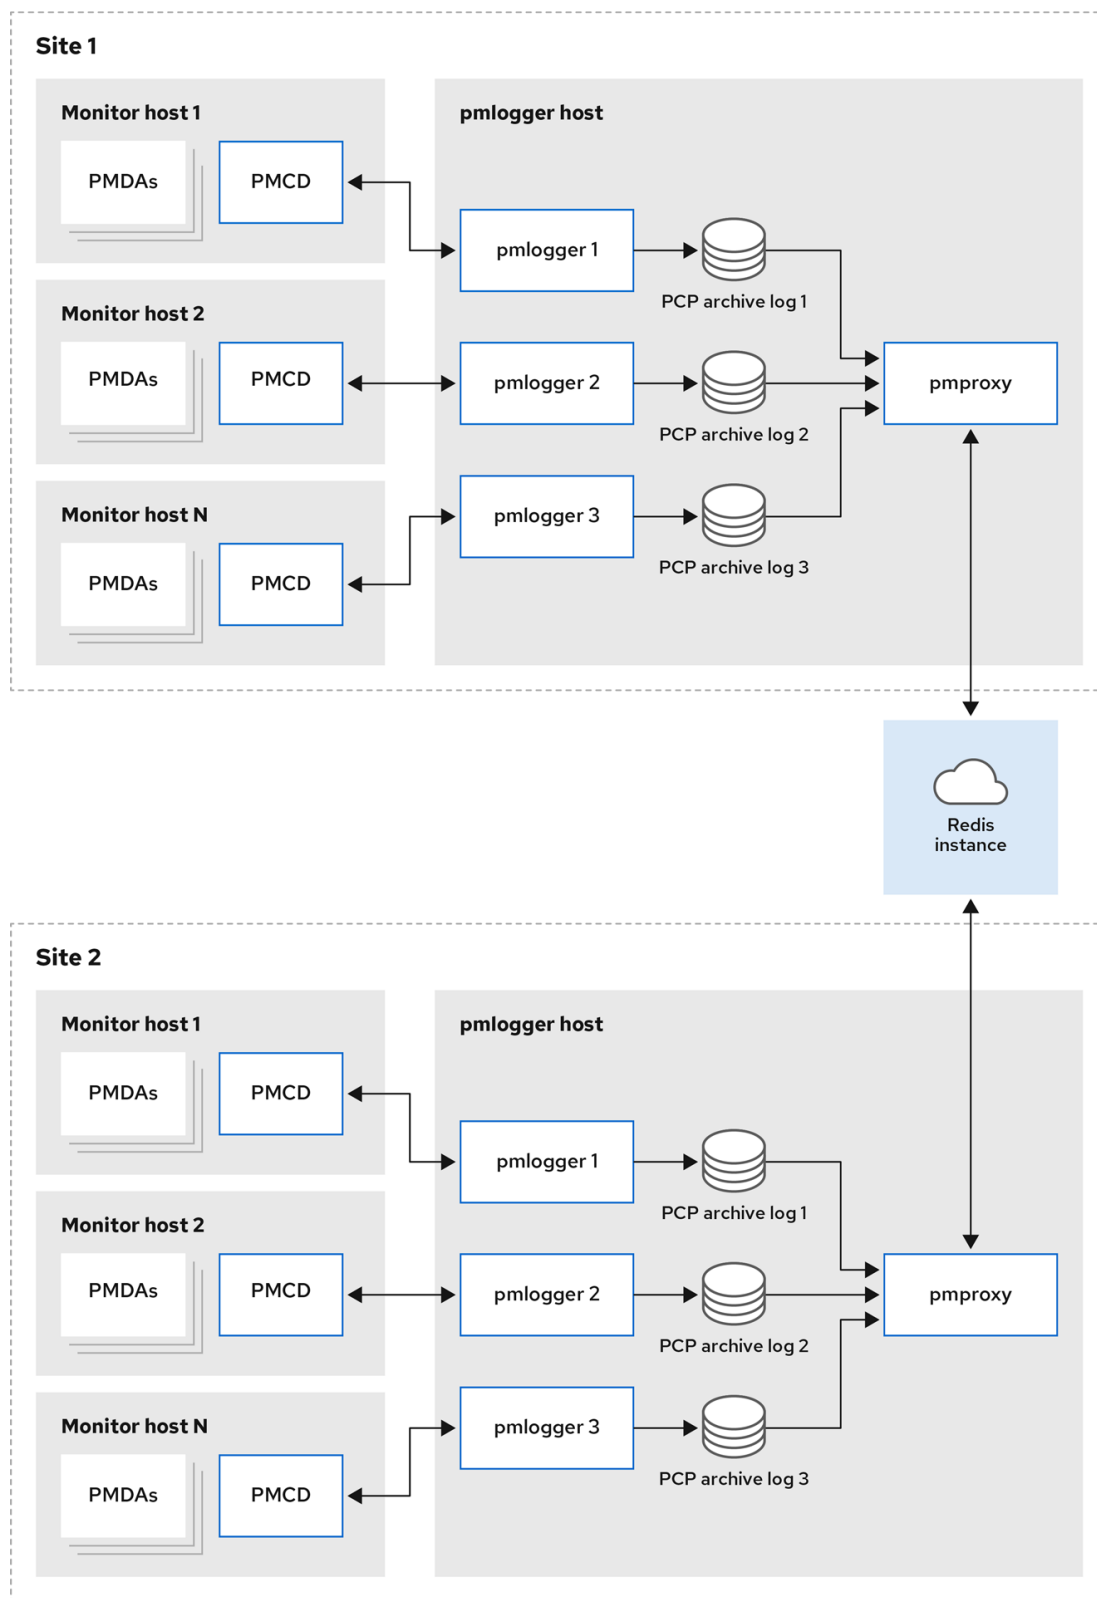 Site 1
Monitor host 1
PMDAs
PMCD
Monitor host 2
PMDAs
PMCD
Monitor host N
PMDAs
PMCD
pmlogger host
pmlogger 1
PCP archive log 1
pmlogger 2
PCP archive log 2
pmlogger 3
PCP archive log 3
pmproxy
Redis
instance
Site 2
Monitor host 1
PMDAs
PMCD
Monitor host 2
PMDAs
PMCD
Monitor host N
PMDAs
PMCD
pmlogger host
pmlogger 1
PCP archive log 1
pmlogger 2
PCP archive log 2
pmlogger 3
PCP archive log 3
pmproxy